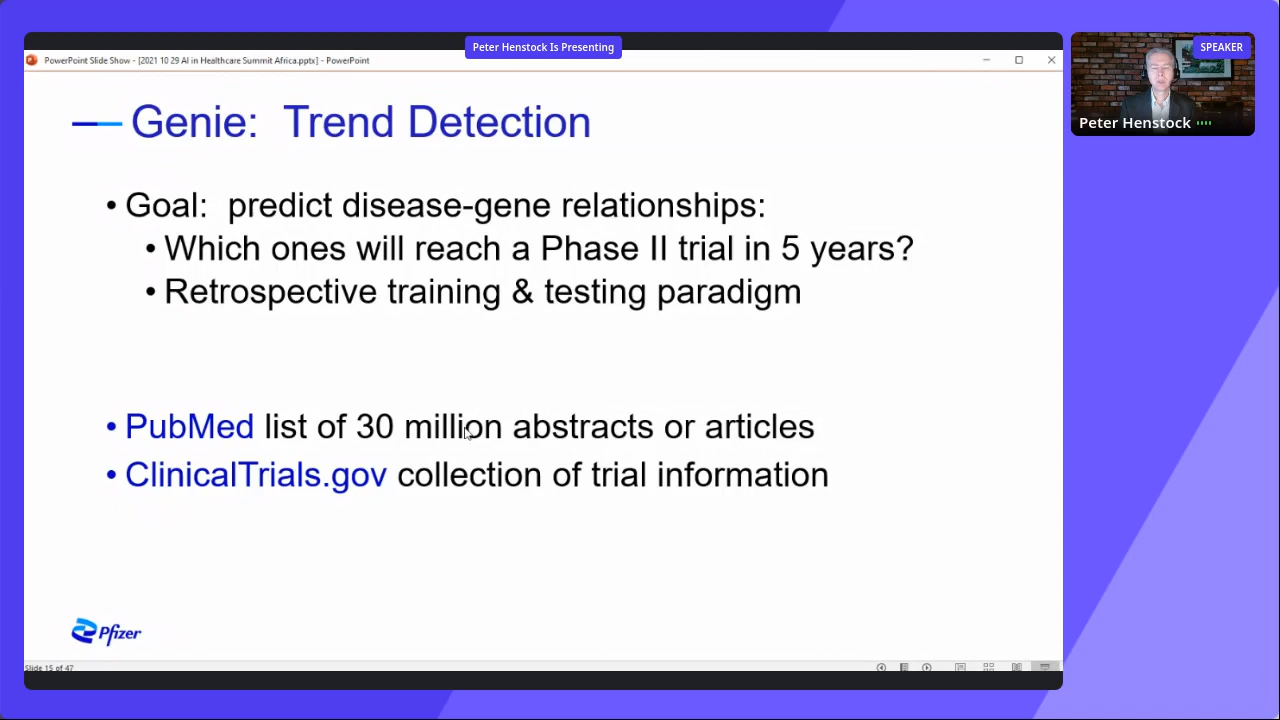 Peter Henstock Is Presenting
SPEAKER
PowerPoint Slide Show - [2021 10 29 AI in Healthcare Summit Africa.pptx] - PowerPoint
Genie: Trend Detection
• Goal: predict disease-gene relationships:
• Which ones will reach a Phase II trial in 5 years?
• Retrospective training & testing paradigm
• PubMed list of 30 million abstracts or articles
• ClinicalTrials.gov collection of trial information
Pfizer
Slide 15 of 47
Peter Henstock